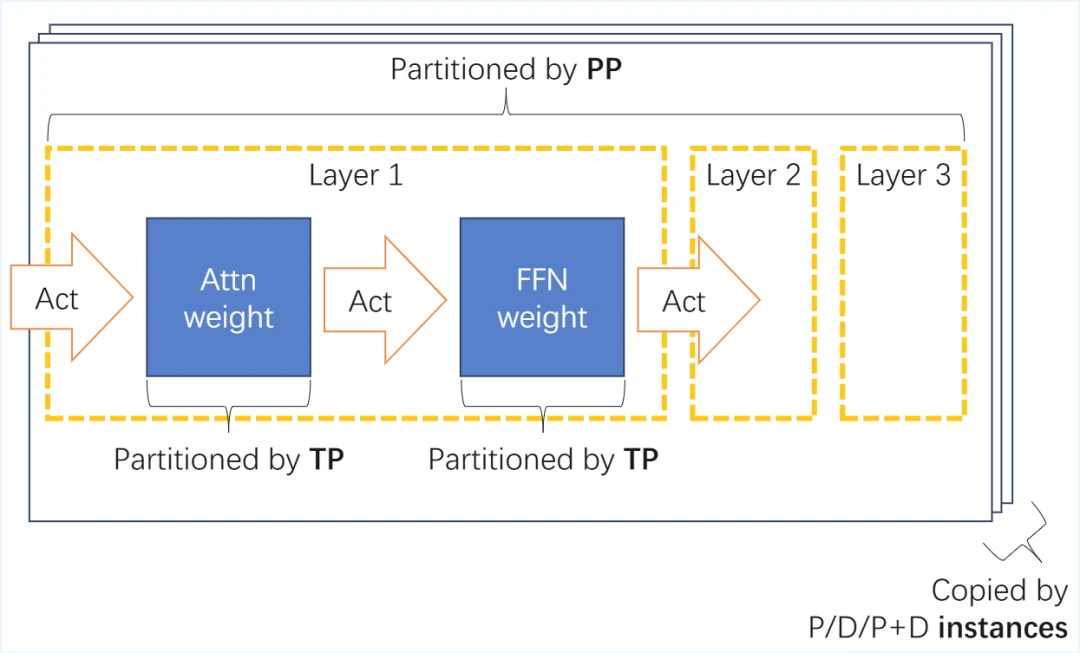 Partitioned by PP
Layer 1
Layer 2
Layer 3
Act
Attn
weight
Act
FFN
weight
Act
Partitioned by TP
Partitioned by TP
Copied by
P/D/P+D instances